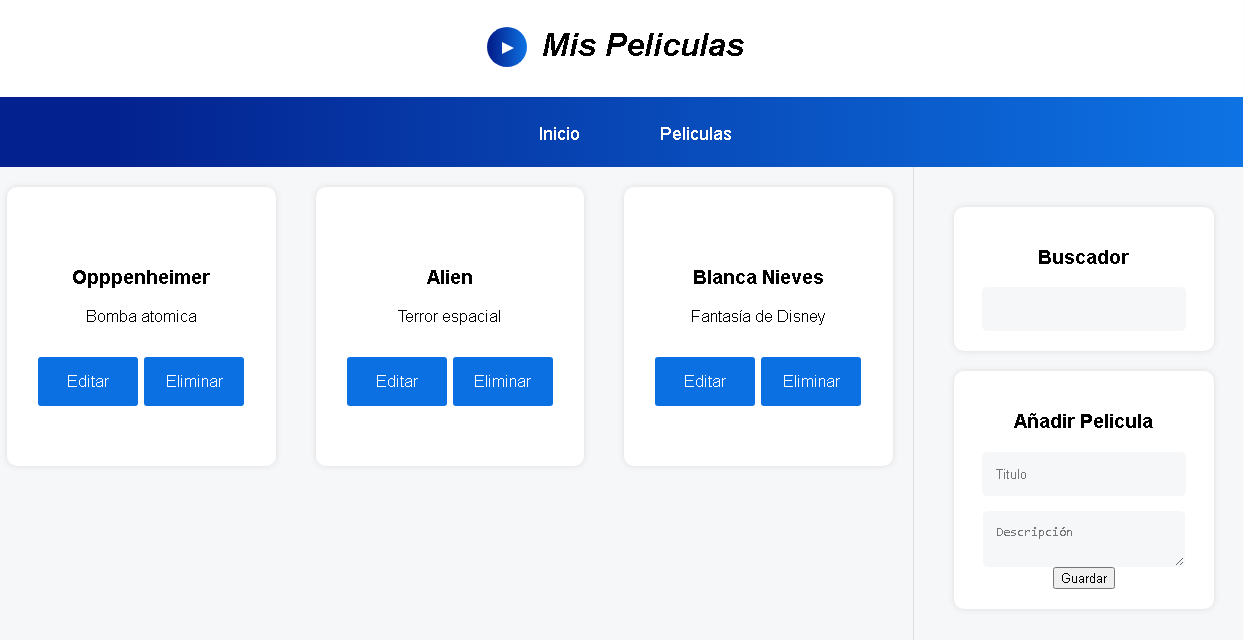 Mis Peliculas
Inicio
Peliculas
Opppenheimer
Bomba atomica
Editar
Eliminar
Alien
Terror espacial
Editar
Eliminar
Blanca Nieves
Fantasía de Disney
Editar
Eliminar
Buscador
Añadir Pelicula
Titulo
Descripción
Guardar